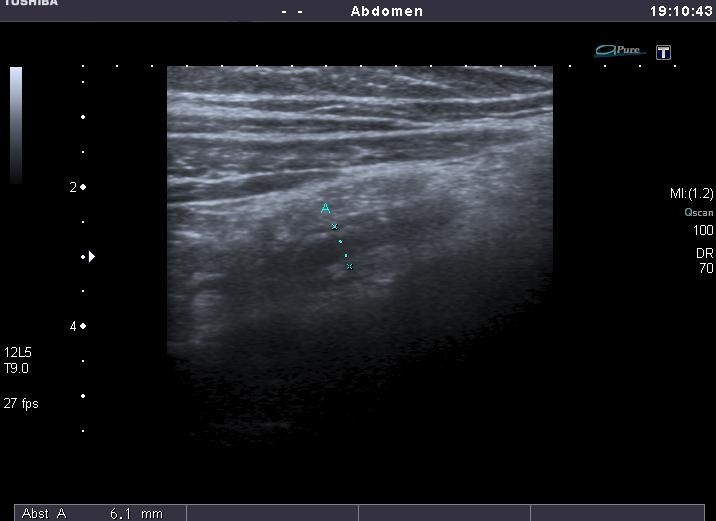 TOSHIBA
- - Abdomen 19:10:43
aPure T
MI:(1.2)
Qscan
100
DR
70
2
A
4
12L5
T9.0
27 fps
Abst A 6.1 mm